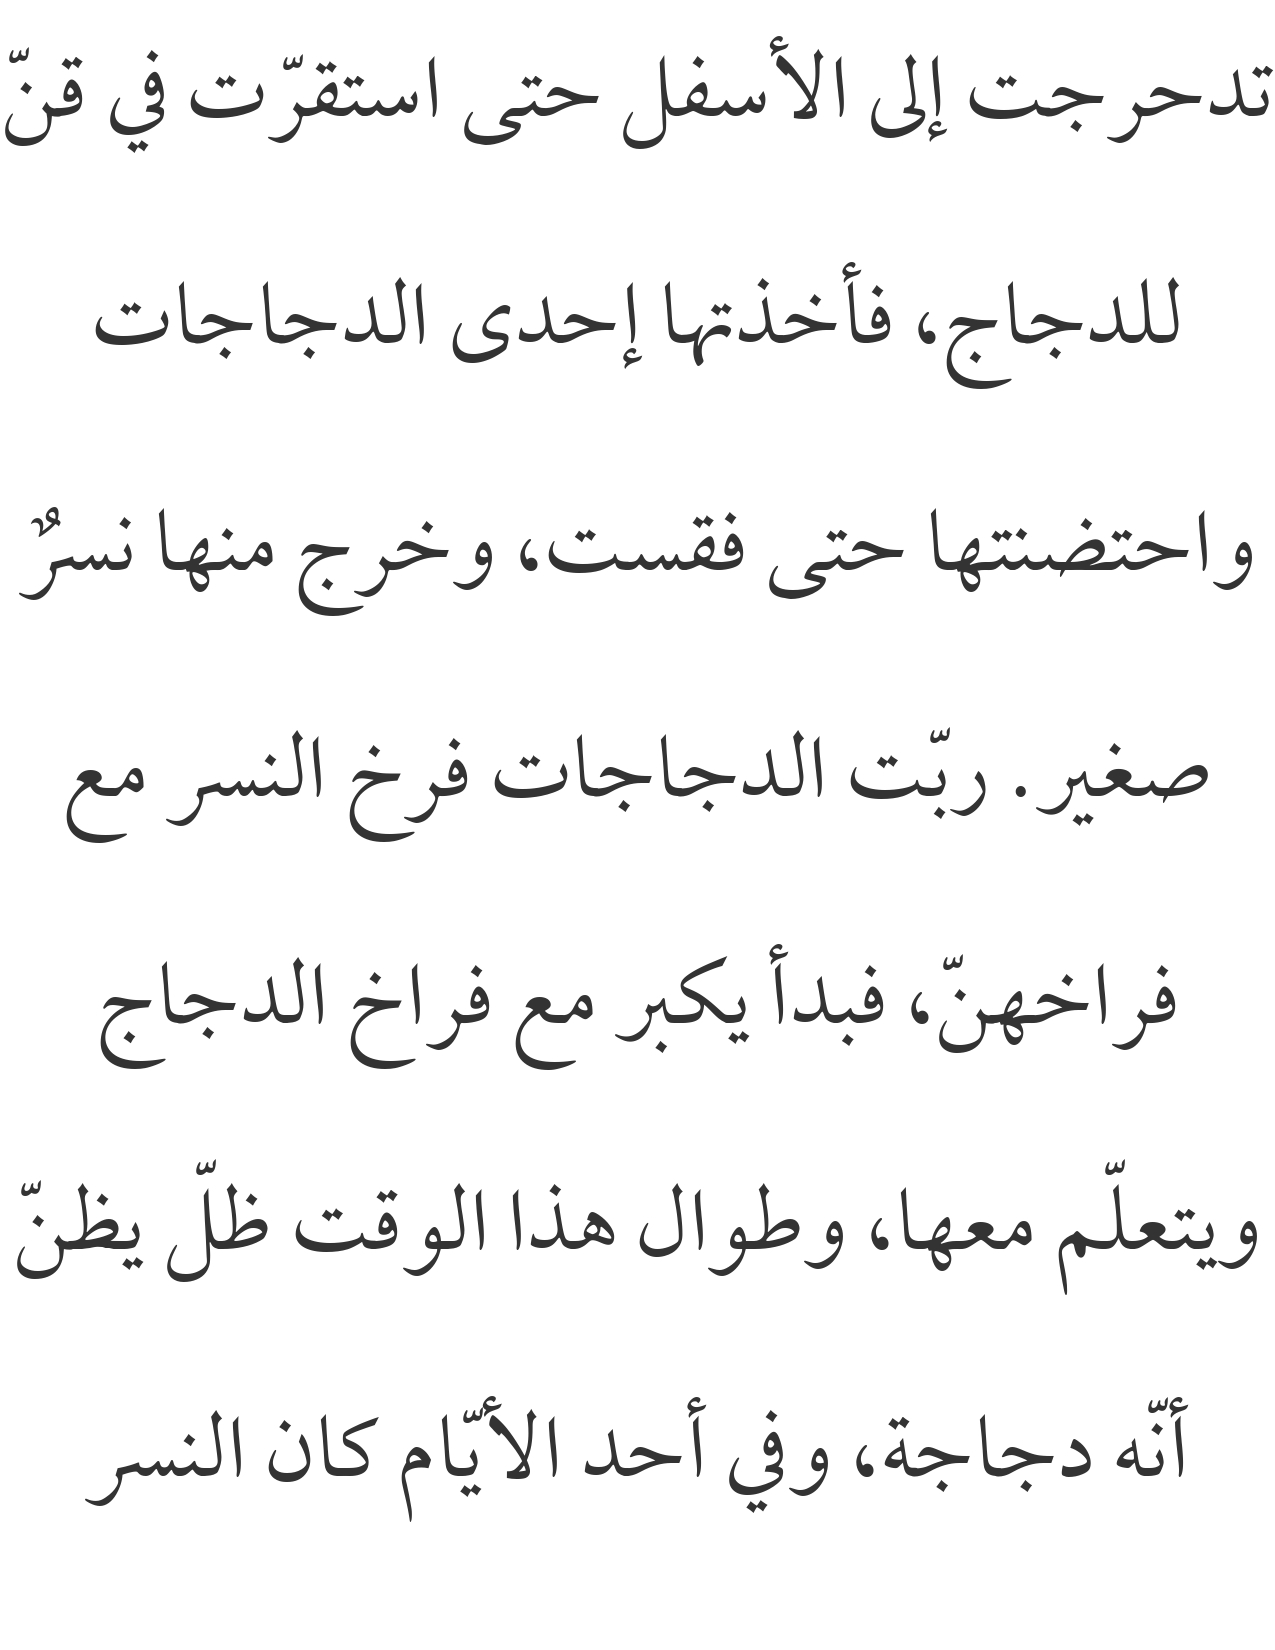 تدحرجت إلى الأسفل حتى استقرّت في قنّ
للدجاج، فأخذتها إحدى الدجاجات
واحتضنتها حتى فقست، وخرج منها نسرٌ
صغير. ربّت الدجاجات فرخ النسر مع
فراخهنّ، فبدأ يكبر مع فراخ الدجاج
ويتعلّم معها، وطوال هذا الوقت ظلّ يظنّ
أنّه دجاجة، وفي أحد الأيّام كان النسر